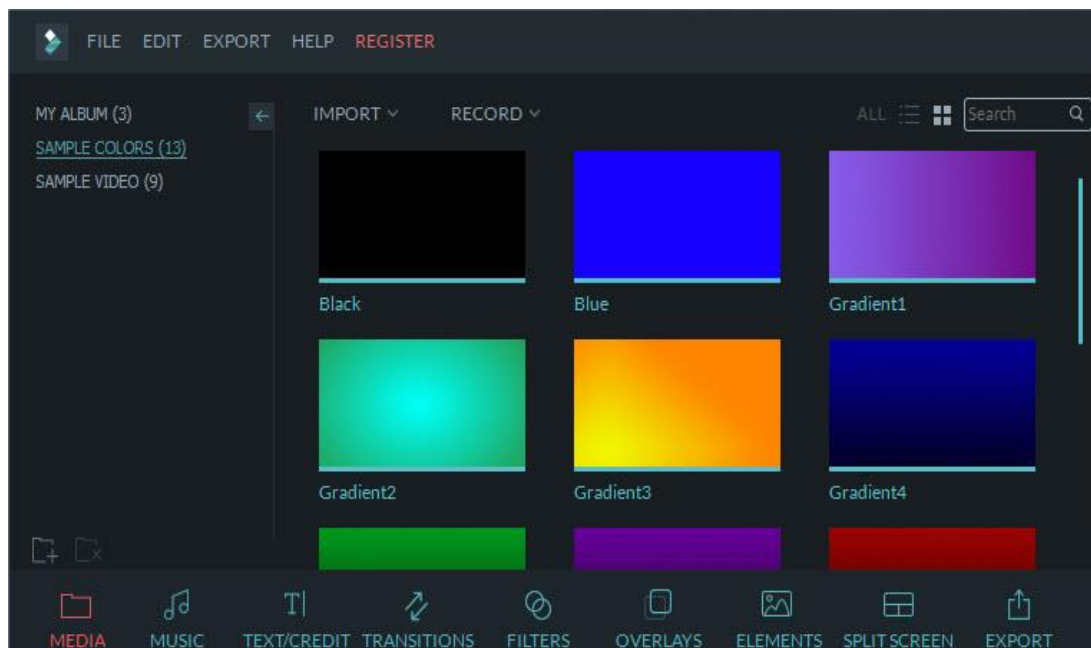 FILE EDIT EXPORT HELP REGISTER
MY ALBUM (3)
SAMPLE COLORS (13)
SAMPLE VIDEO (9)
IMPORT RECORD ALL Search
Black Blue Gradient1
Gradient2 Gradient3 Gradient4
MEDIA MUSIC TEXT/CREDIT TRANSITIONS FILTERS OVERLAYS ELEMENTS SPLIT SCREEN EXPORT